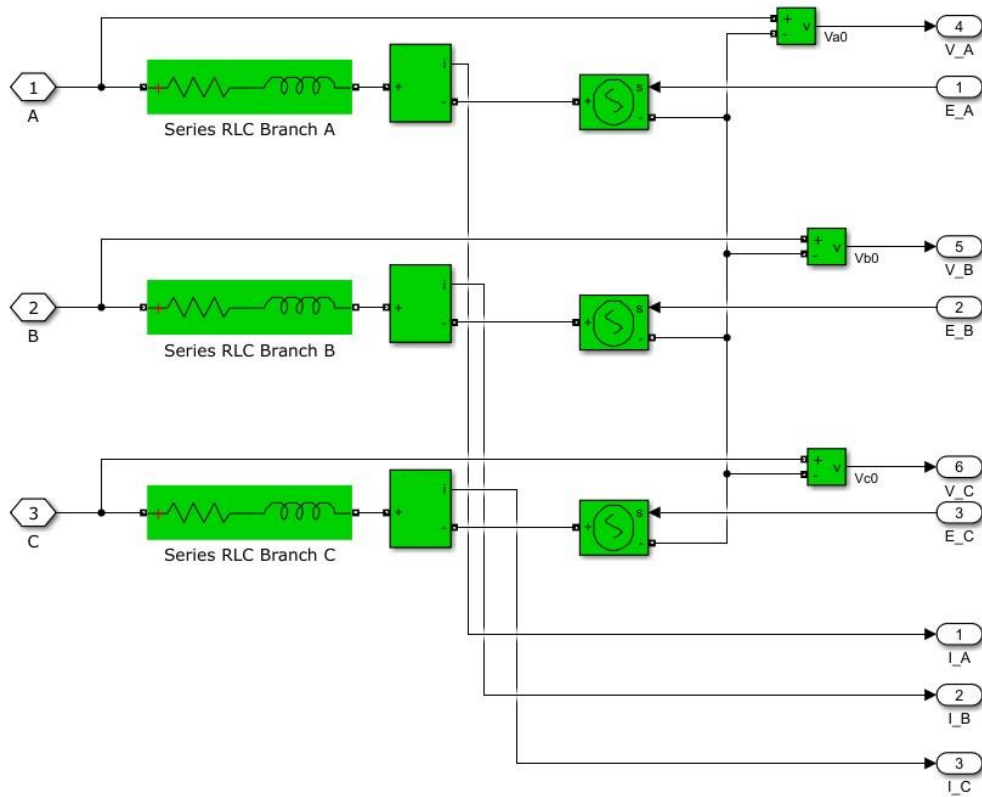 + v
-
Va0
4
V_A
1
A
+
Series RLC Branch A
+ i
-
+ s
-
1
E_A
+ v
-
Vb0
5
V_B
2
B
+
Series RLC Branch B
+ i
-
+ s
-
2
E_B
+ v
-
Vc0
6
V_C
3
C
+
Series RLC Branch C
+ i
-
+ s
-
3
E_C
1
I_A
2
I_B
3
I_C